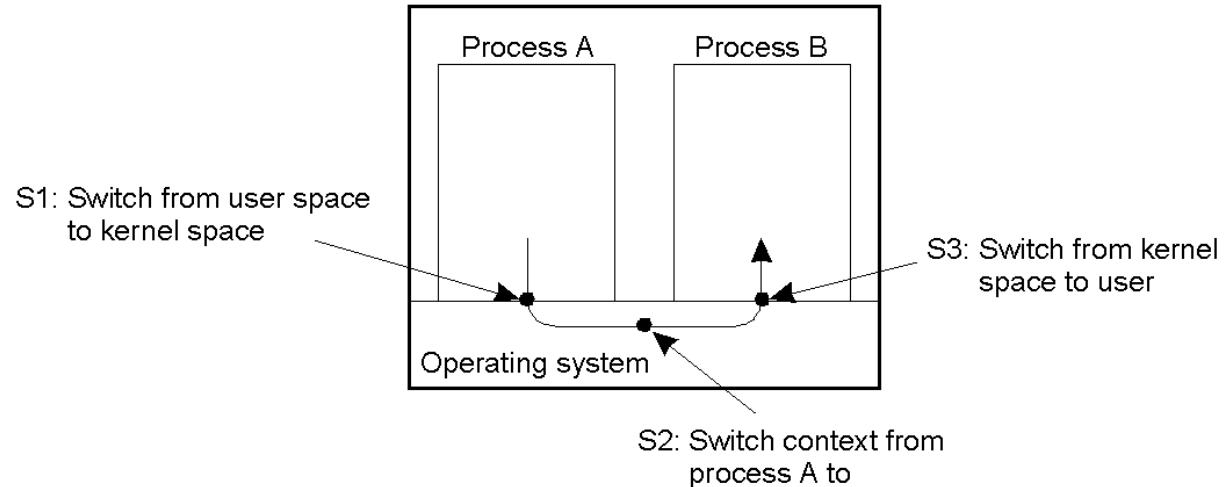 Process A
Process B
S1: Switch from user space
to kernel space
S3: Switch from kernel
space to user
Operating system
S2: Switch context from
process A to